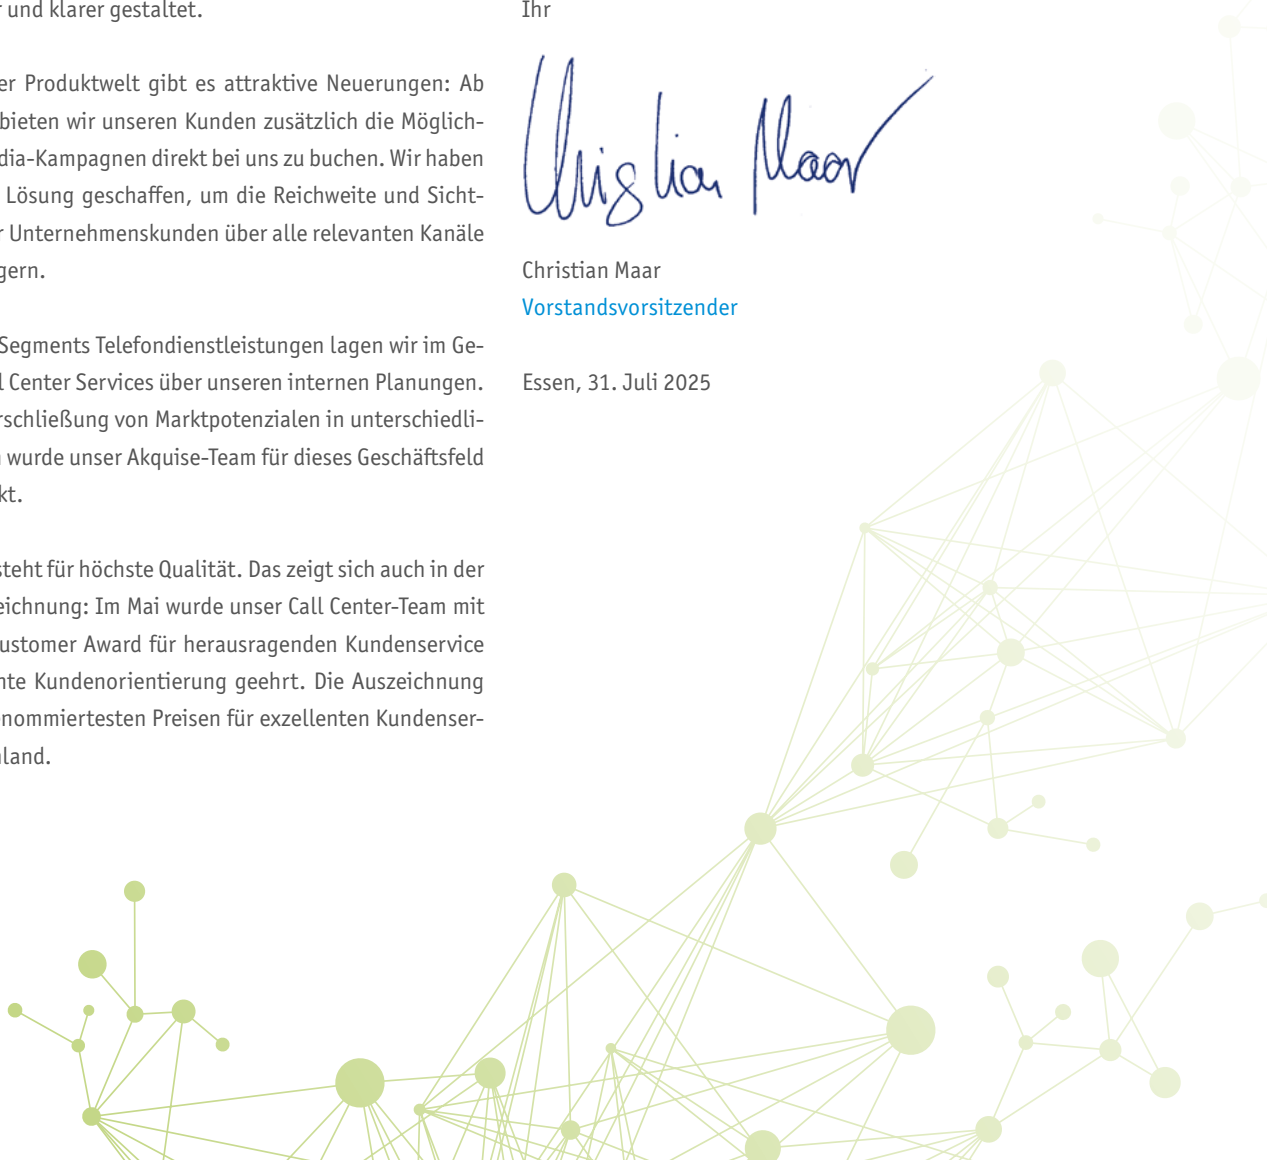 r und klarer gestaltet.
er Produktwelt gibt es attraktive Neuerungen: Ab
bieten wir unseren Kunden zusätzlich die Möglich-
dia-Kampagnen direkt bei uns zu buchen. Wir haben
Lösung geschaffen, um die Reichweite und Sicht-
r Unternehmenskunden über alle relevanten Kanäle
gern.
Segments Telefondienstleistungen lagen wir im Ge-
l Center Services über unseren internen Planungen.
rschließung von Marktpotenzialen in unterschiedli-
wurde unser Akquise-Team für dieses Geschäftsfeld
kt.
steht für höchste Qualität. Das zeigt sich auch in der
eichnung: Im Mai wurde unser Call Center-Team mit
ustomer Award für herausragenden Kundenservice
nte Kundenorientierung geehrt. Die Auszeichnung
enommiertesten Preisen für exzellenten Kundenser-
land.
Ihr
Christian Maar
Christian Maar
Vorstandsvorsitzender
Essen, 31. Juli 2025